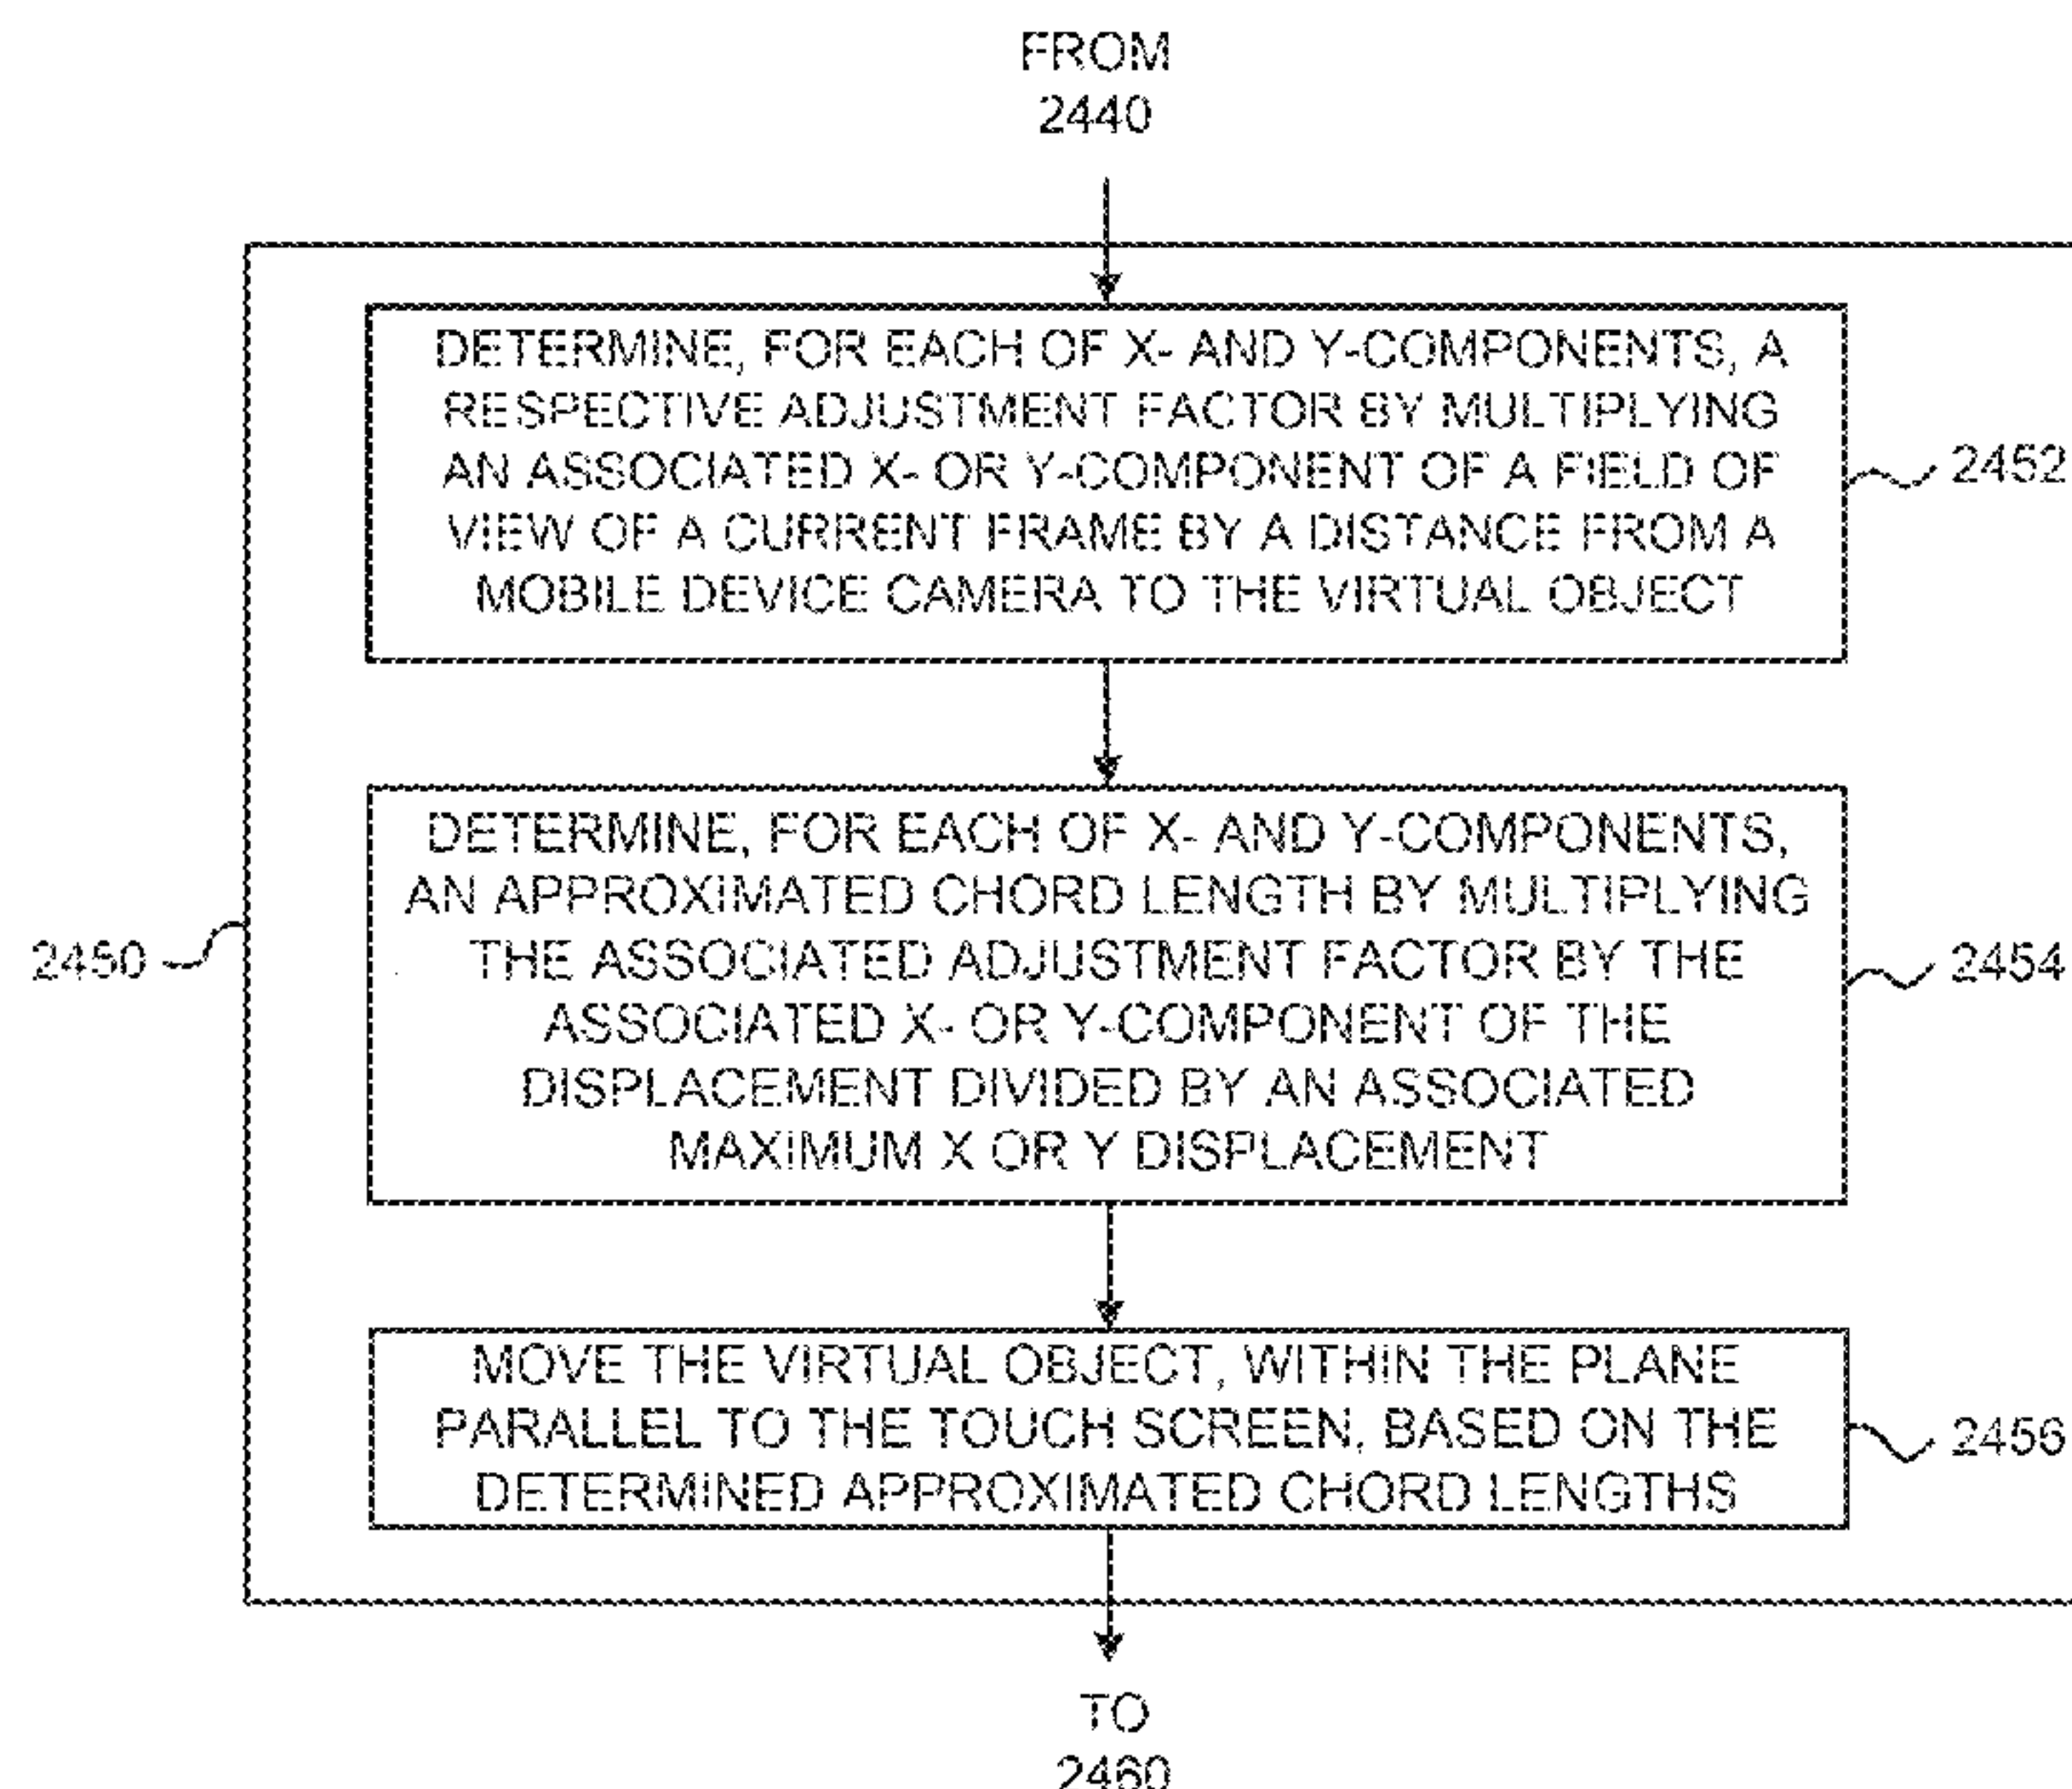 FROM
2440
DETERMINE, FOR EACH OF X- AND Y-COMPONENTS, A
RESPECTIVE ADJUSTMENT FACTOR BY MULTIPLYING
AN ASSOCIATED X- OR Y-COMPONENT OF A FIELD OF
VIEW OF A CURRENT FRAME BY A DISTANCE FROM A
MOBILE DEVICE CAMERA TO THE VIRTUAL OBJECT
2452
DETERMINE, FOR EACH OF X- AND Y-COMPONENTS,
AN APPROXIMATED CHORD LENGTH BY MULTIPLYING
THE ASSOCIATED ADJUSTMENT FACTOR BY THE
ASSOCIATED X- OR Y-COMPONENT OF THE
DISPLACEMENT DIVIDED BY AN ASSOCIATED
MAXIMUM X OR Y DISPLACEMENT
2450
2454
MOVE THE VIRTUAL OBJECT, WITHIN THE PLANE
PARALLEL TO THE TOUCH SCREEN, BASED ON THE
DETERMINED APPROXIMATED CHORD LENGTHS
2456
TO
2460